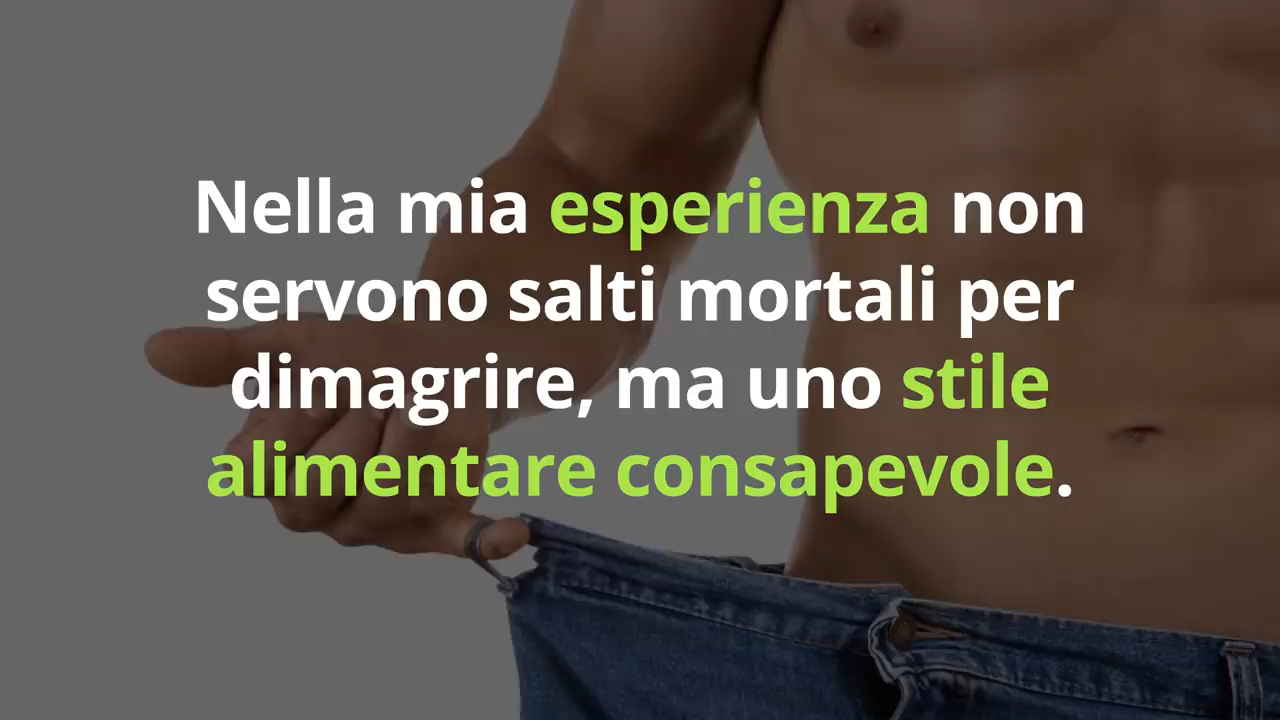 Nella mia esperienza non
servono salti mortali per
dimagrire, ma uno stile
alimentare consapevole.